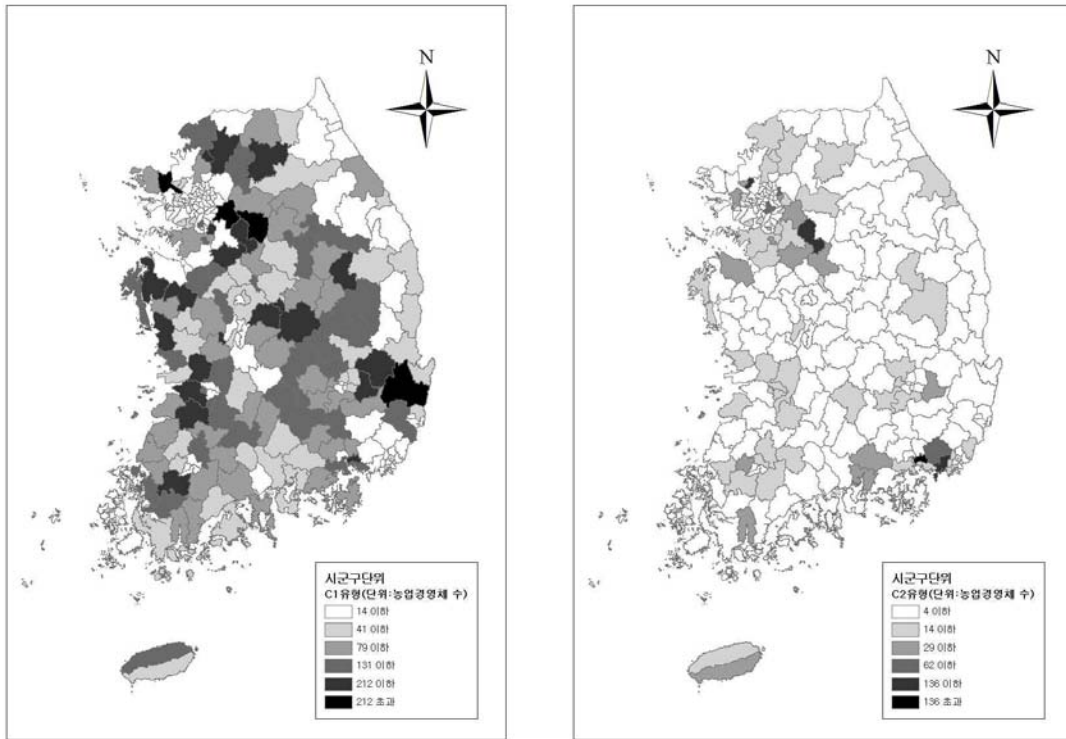 N
시군구단위
C1유형(단위:농업경영체 수)
14 이하
41 이하
79 이하
131 이하
212 이하
212 초과
N
시군구단위
C2유형(단위:농업경영체 수)
4 이하
14 이하
29 이하
62 이하
136 이하
136 초과